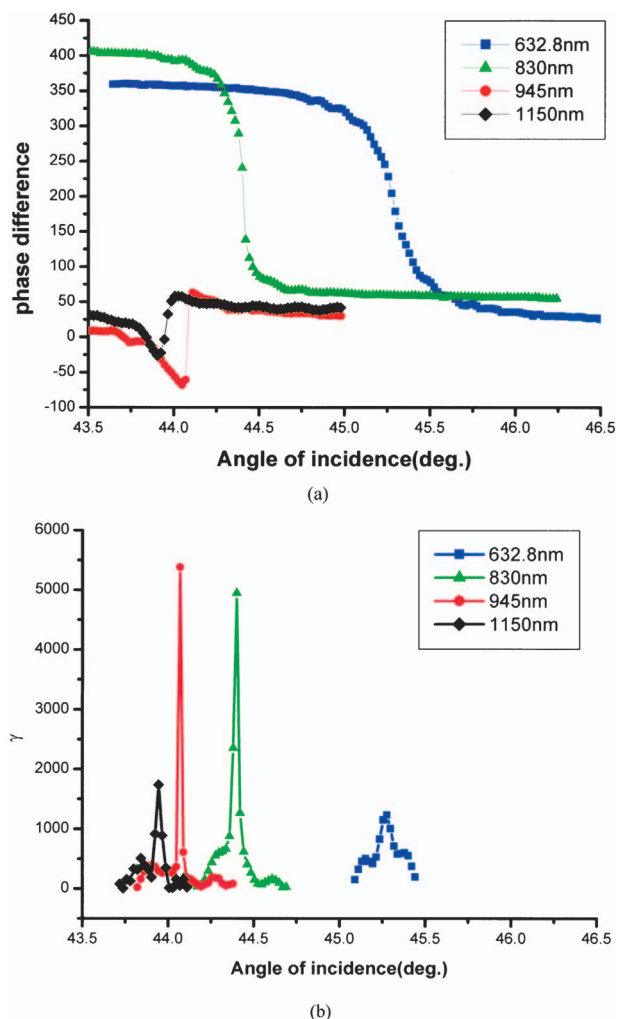 450
400
350
300
250
200
150
100
50
0
-50
-100
phase difference
632.8nm
830nm
945nm
1150nm
43.5 44.0 44.5 45.0 45.5 46.0 46.5
Angle of incidence(deg.)
(a)
6000
5000
4000
3000
2000
1000
0
γ
632.8nm
830nm
945nm
1150nm
43.5 44.0 44.5 45.0 45.5 46.0 46.5
Angle of incidence(deg.)
(b)